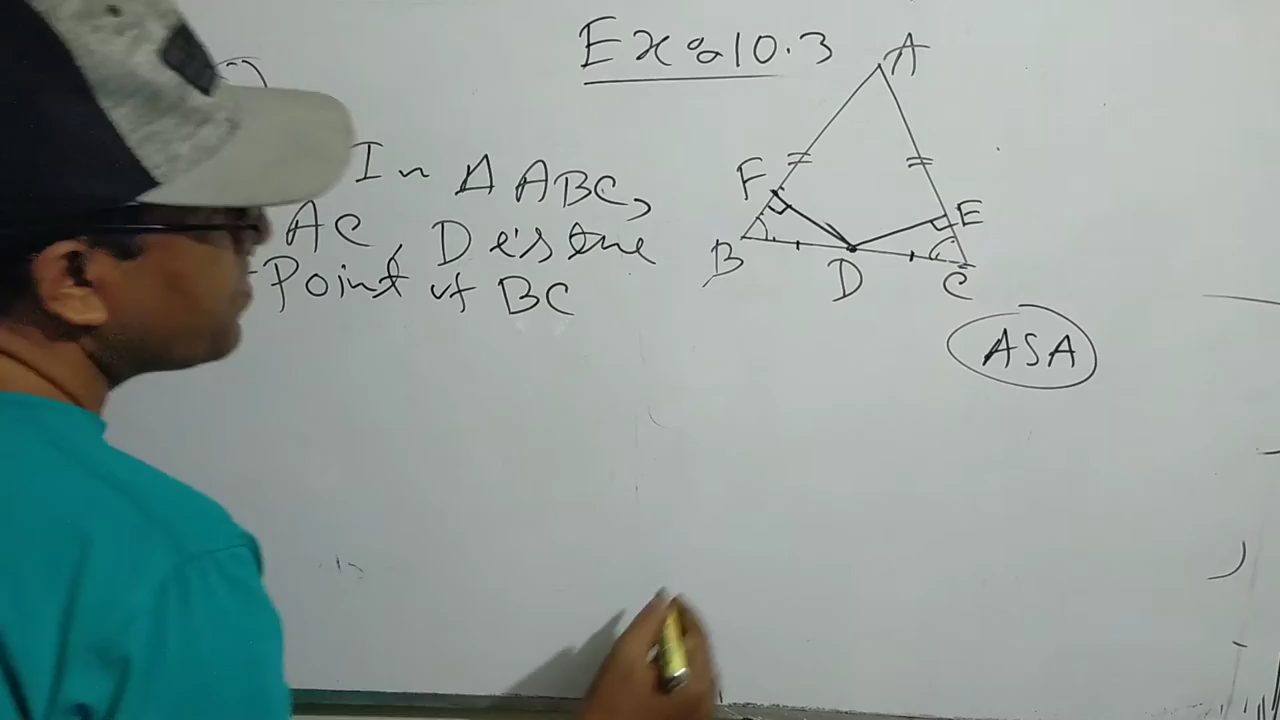 Ex: 10.3
In Δ ABC,
AC, D is the
Point of BC
A
F
E
B
D
C
ASA